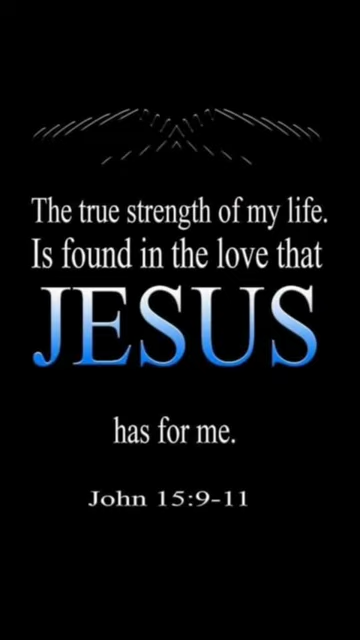 The true strength of my life.
Is found in the love that
JESUS
has for me.
John 15:9-11